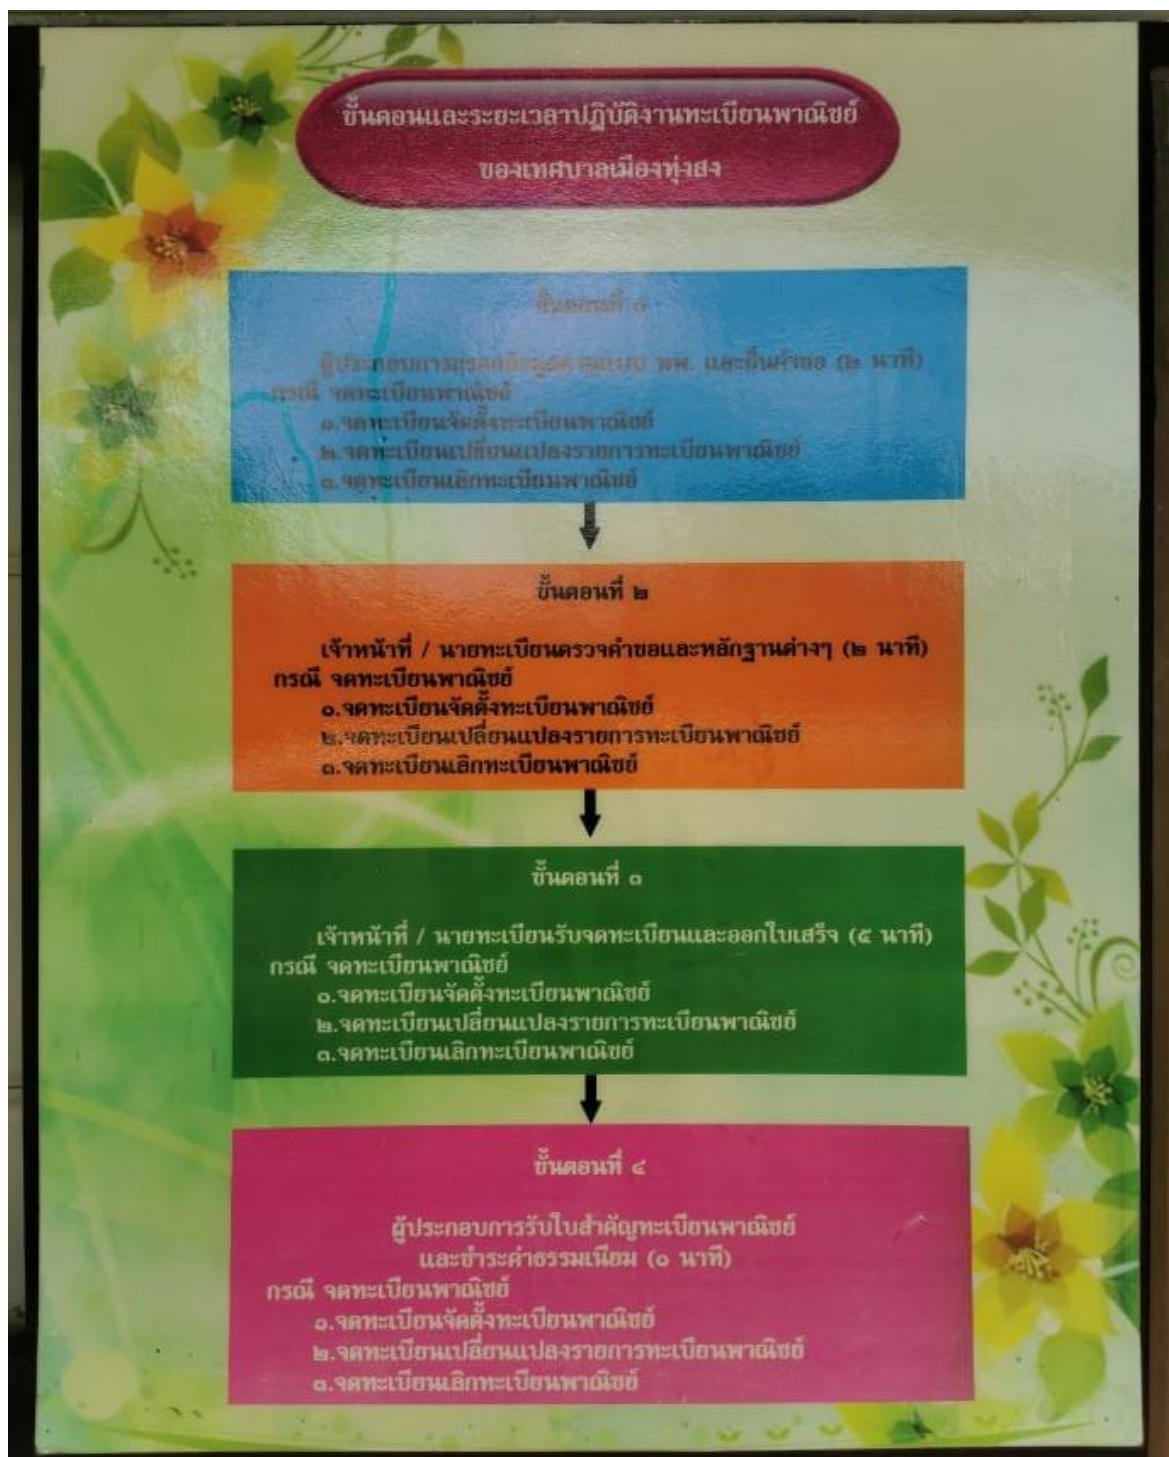 ขั้นตอนและระยะเวลาปฏิบัติงานทะเบียนพาณิชย์
ของเทศบาลเมืองทุ่งสง
ขั้นตอนที่ ๑
ผู้ประกอบการกรอกข้อมูลตามแบบ ทพ. และยื่นคำขอ (๒ นาที)
กรณี จดทะเบียนพาณิชย์
๑.จดทะเบียนจัดตั้งทะเบียนพาณิชย์
๒.จดทะเบียนเปลี่ยนแปลงรายการทะเบียนพาณิชย์
๓.จดทะเบียนเลิกทะเบียนพาณิชย์
ขั้นตอนที่ ๒
เจ้าหน้าที่ / นายทะเบียนตรวจคำขอและหลักฐานต่างๆ (๒ นาที)
กรณี จดทะเบียนพาณิชย์
๑.จดทะเบียนจัดตั้งทะเบียนพาณิชย์
๒.จดทะเบียนเปลี่ยนแปลงรายการทะเบียนพาณิชย์
๓.จดทะเบียนเลิกทะเบียนพาณิชย์
ขั้นตอนที่ ๓
เจ้าหน้าที่ / นายทะเบียนรับจดทะเบียนและออกใบเสร็จ (๕ นาที)
กรณี จดทะเบียนพาณิชย์
๑.จดทะเบียนจัดตั้งทะเบียนพาณิชย์
๒.จดทะเบียนเปลี่ยนแปลงรายการทะเบียนพาณิชย์
๓.จดทะเบียนเลิกทะเบียนพาณิชย์
ขั้นตอนที่ ๔
ผู้ประกอบการรับใบสำคัญทะเบียนพาณิชย์
และชำระค่าธรรมเนียม (๑ นาที)
กรณี จดทะเบียนพาณิชย์
๑.จดทะเบียนจัดตั้งทะเบียนพาณิชย์
๒.จดทะเบียนเปลี่ยนแปลงรายการทะเบียนพาณิชย์
๓.จดทะเบียนเลิกทะเบียนพาณิชย์